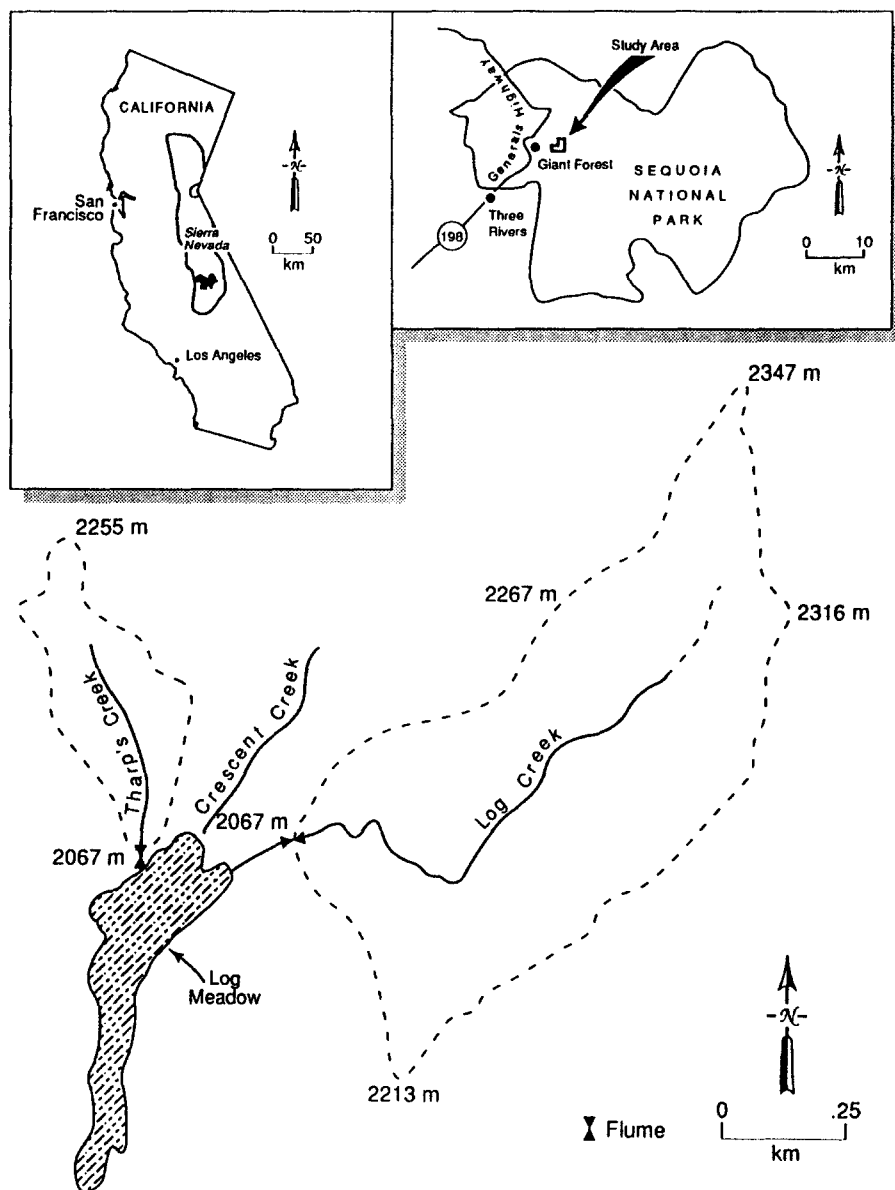 CALIFORNIA
San
Francisco
Sierra
Nevada
Los Angeles
-N-
0 50
km
Study Area
Generals Highway
Giant Forest
SEQUOIA
NATIONAL
PARK
Three
Rivers
198
-N-
0 10
km
2347 m
2255 m
2267 m
2316 m
Tharp's Creek
Crescent Creek
Log Creek
2067 m
2067 m
Log
Meadow
2213 m
-N-
Flume
0 .25
km